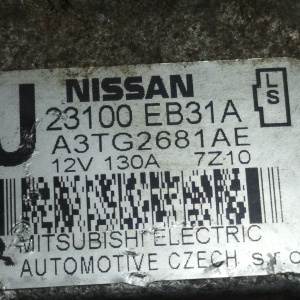 NISSAN
L
S
U
23100 EB31A
A3TG2681AE
12V 130A 7Z10
MITSUBISHI ELECTRIC
AUTOMOTIVE CZECH s.r.o